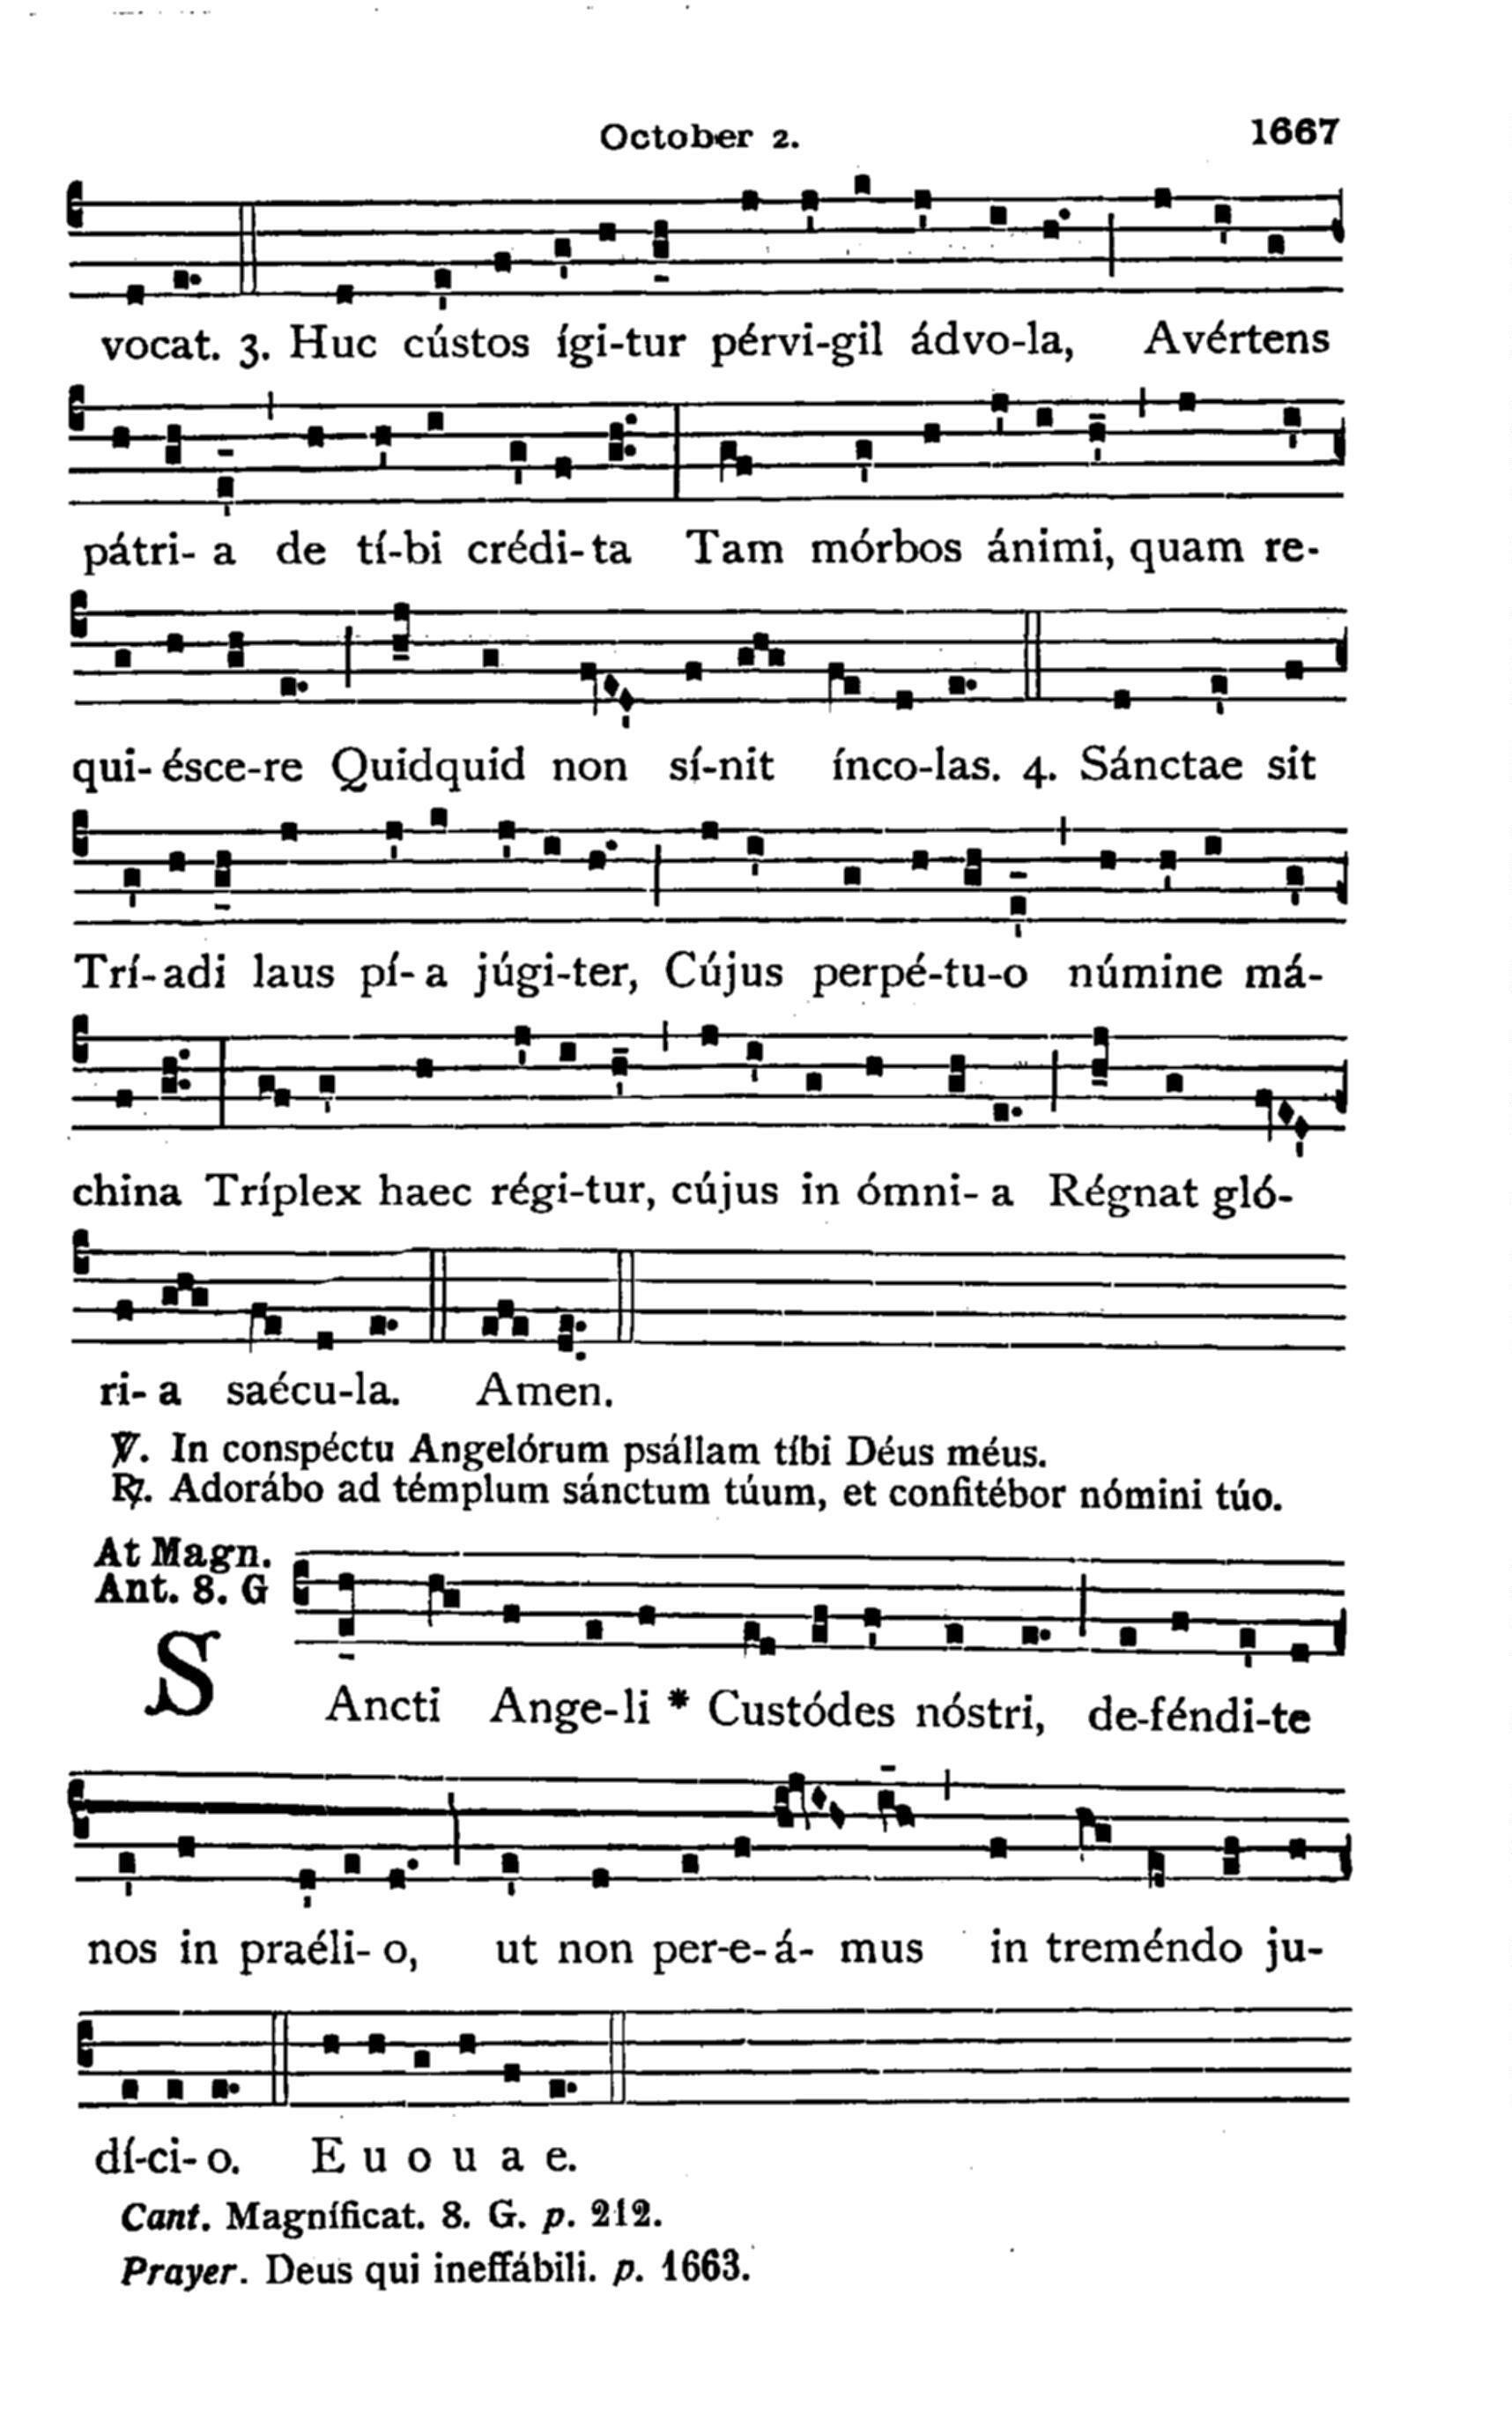 October 2. 1667
vocat. 3. Huc cústos ígi-tur pérvi-gil ádvo-la, Avértens
pátri- a de tí-bi crédi-ta Tam mórbos ánimi, quam re-
qui-ésce-re Quidquid non sí-nit ínco-las. 4. Sánctae sit
Trí-adi laus pí-a júgi-ter, Cújus perpé-tu-o númine má-
china Tríplex haec régi-tur, cújus in ómni- a Régnat gló-
ri- a saécu-la. Amen.
℣. In conspéctu Angelórum psállam tíbi Déus méus.
℟. Adorábo ad témplum sánctum túum, et confitébor nómini túo.
At Magn.
Ant. 8. G
SAncti Ange-li * Custódes nóstri, de-féndi-te
nos in praéli- o, ut non per-e-á- mus in treméndo ju-
dí-ci- o. E u o u a e.
Cant. Magníficat. 8. G. p. 212.
Prayer. Deus qui ineffábili. p. 1663.